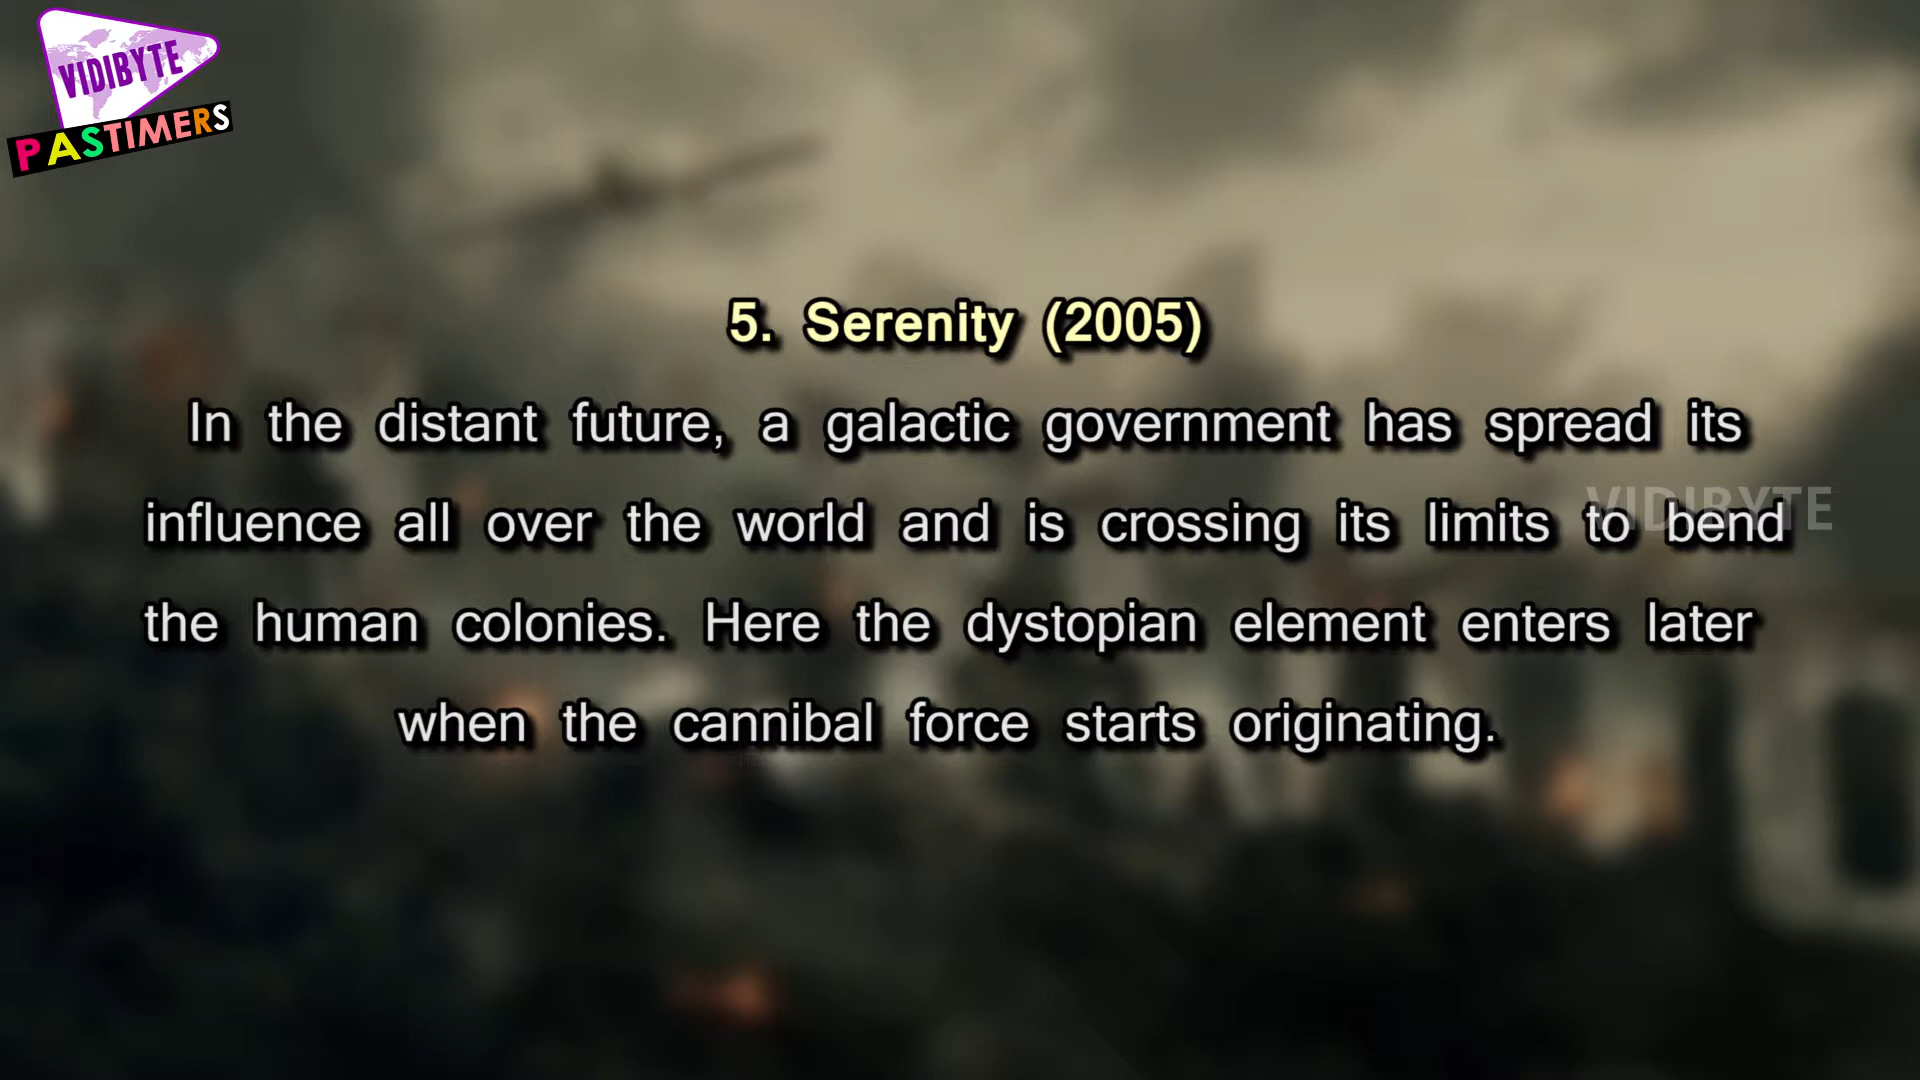 VIDIBYTE
PASTIMERS
5. Serenity (2005)
In the distant future, a galactic government has spread its
influence all over the world and is crossing its limits to bend
the human colonies. Here the dystopian element enters later
when the cannibal force starts originating.
VIDIBYTE